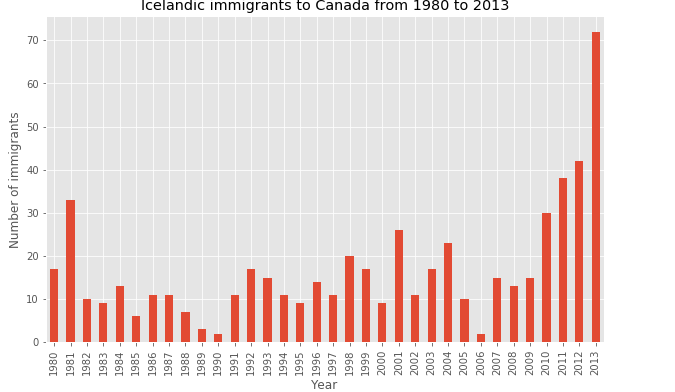 Icelandic immigrants to Canada from 1980 to 2013
Number of immigrants
70
60
50
40
30
20
10
0
1980 1981 1982 1983 1984 1985 1986 1987 1988 1989 1990 1991 1992 1993 1994 1995 1996 1997 1998 1999 2000 2001 2002 2003 2004 2005 2006 2007 2008 2009 2010 2011 2012 2013
Year